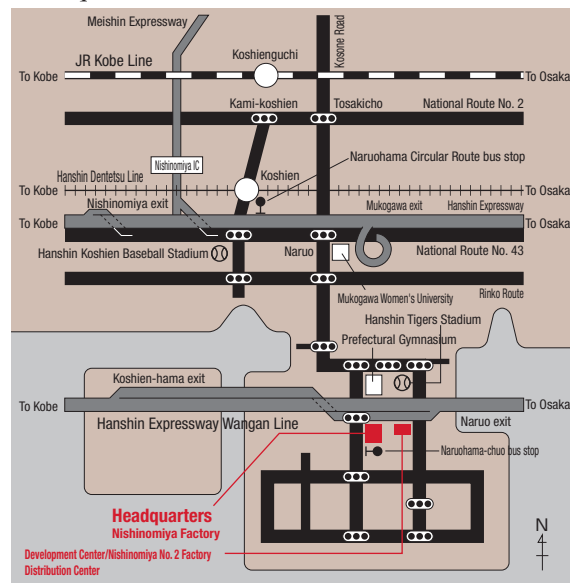 Meishin Expressway
Kosone Road
Koshienguchi
JR Kobe Line
To Kobe
To Osaka
Kami-koshien
Tosakicho
National Route No. 2
Nishinomiya IC
Naruohama Circular Route bus stop
Hanshin Dentetsu Line
Koshien
To Kobe
To Osaka
Nishinomiya exit
Mukogawa exit
Hanshin Expressway
To Kobe
To Osaka
Hanshin Koshien Baseball Stadium
Naruo
National Route No. 43
Rinko Route
Mukogawa Women's University
Hanshin Tigers Stadium
Prefectural Gymnasium
Koshien-hama exit
To Kobe
To Osaka
Hanshin Expressway Wangan Line
Naruo exit
Naruohama-chuo bus stop
Headquarters
Nishinomiya Factory
Development Center/Nishinomiya No. 2 Factory
Distribution Center
N